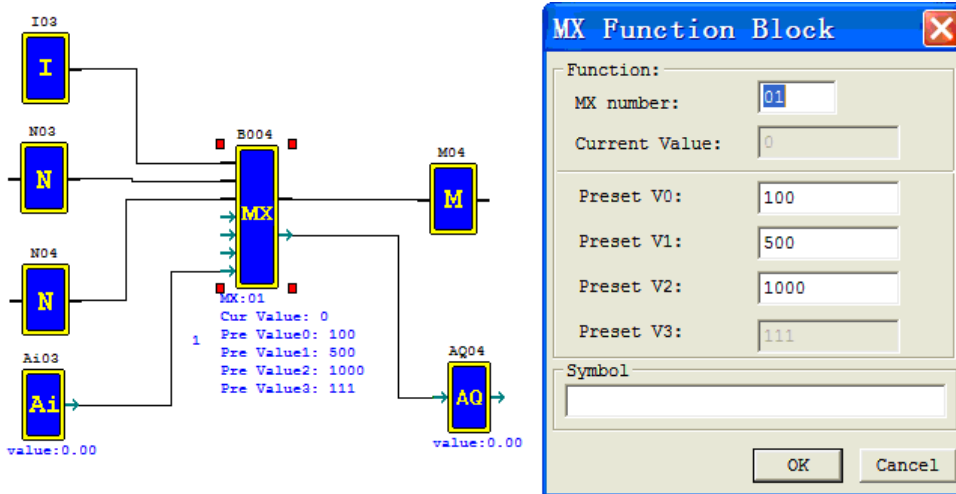 I03
I
N03
N
N04
N
Ai03
Ai
value:0.00
B004
MX
MX:01
Cur Value: 0
Pre Value0: 100
Pre Value1: 500
Pre Value2: 1000
Pre Value3: 111
1
M04
M
AQ04
AQ
value:0.00
MX Function Block
Function:
MX number: 01
Current Value: 0
Preset V0: 100
Preset V1: 500
Preset V2: 1000
Preset V3: 111
Symbol
OK Cancel